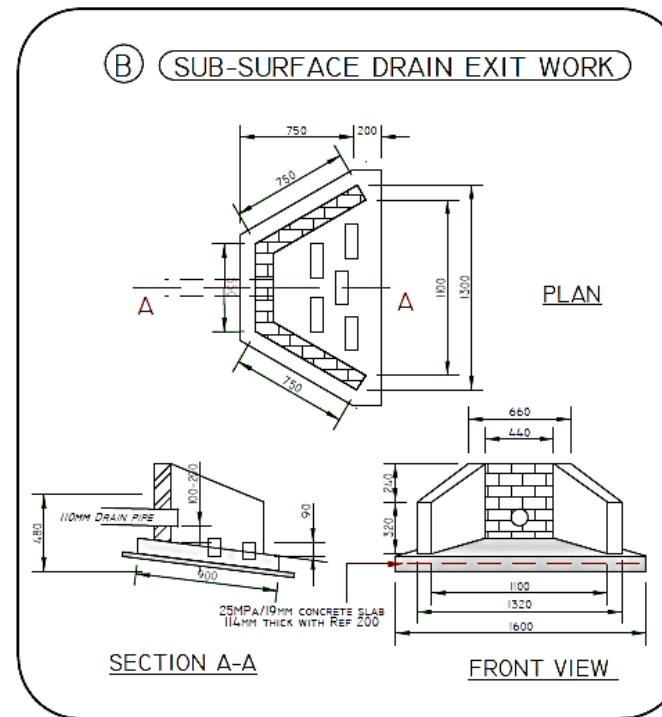 B SUB-SURFACE DRAIN EXIT WORK
750 200
750
A A
1100
1300
PLAN
750
660
440
100-200
240
110MM DRAIN PIPE
90
480
320
900
1100
25MPA/19MM CONCRETE SLAB
114MM THICK WITH REF 200
1320
1600
SECTION A-A
FRONT VIEW